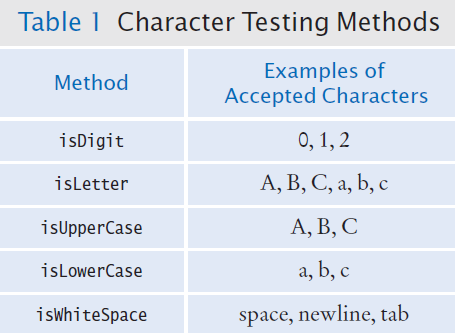 Table 1 Character Testing Methods
Method
Examples of
Accepted Characters
isDigit
0, 1, 2
isLetter
A, B, C, a, b, c
isUpperCase
A, B, C
isLowerCase
a, b, c
isWhiteSpace
space, newline, tab